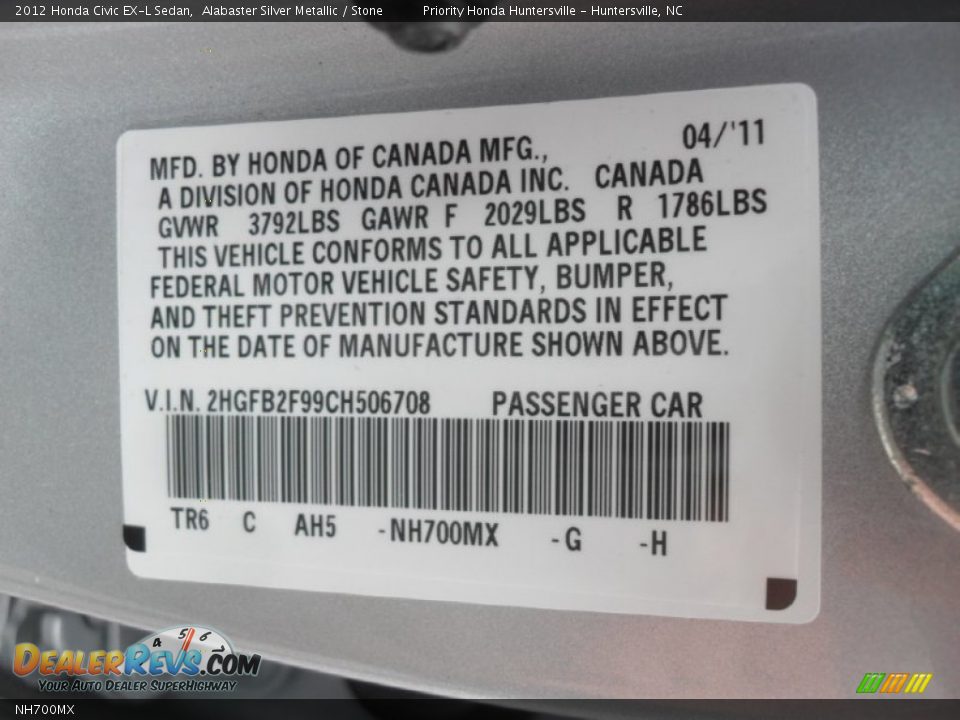 2012 Honda Civic EX-L Sedan, Alabaster Silver Metallic / Stone Priority Honda Huntersville - Huntersville, NC
04/'11
MFD. BY HONDA OF CANADA MFG.,
A DIVISION OF HONDA CANADA INC. CANADA
GVWR 3792LBS GAWR F 2029LBS R 1786LBS
THIS VEHICLE CONFORMS TO ALL APPLICABLE
FEDERAL MOTOR VEHICLE SAFETY, BUMPER,
AND THEFT PREVENTION STANDARDS IN EFFECT
ON THE DATE OF MANUFACTURE SHOWN ABOVE.
V.I.N. 2HGFB2F99CH506708 PASSENGER CAR
TR6 C AH5 -NH700MX -G -H
4 5 6
DEALERREVS.COM
YOUR AUTO DEALER SUPERHIGHWAY
NH700MX